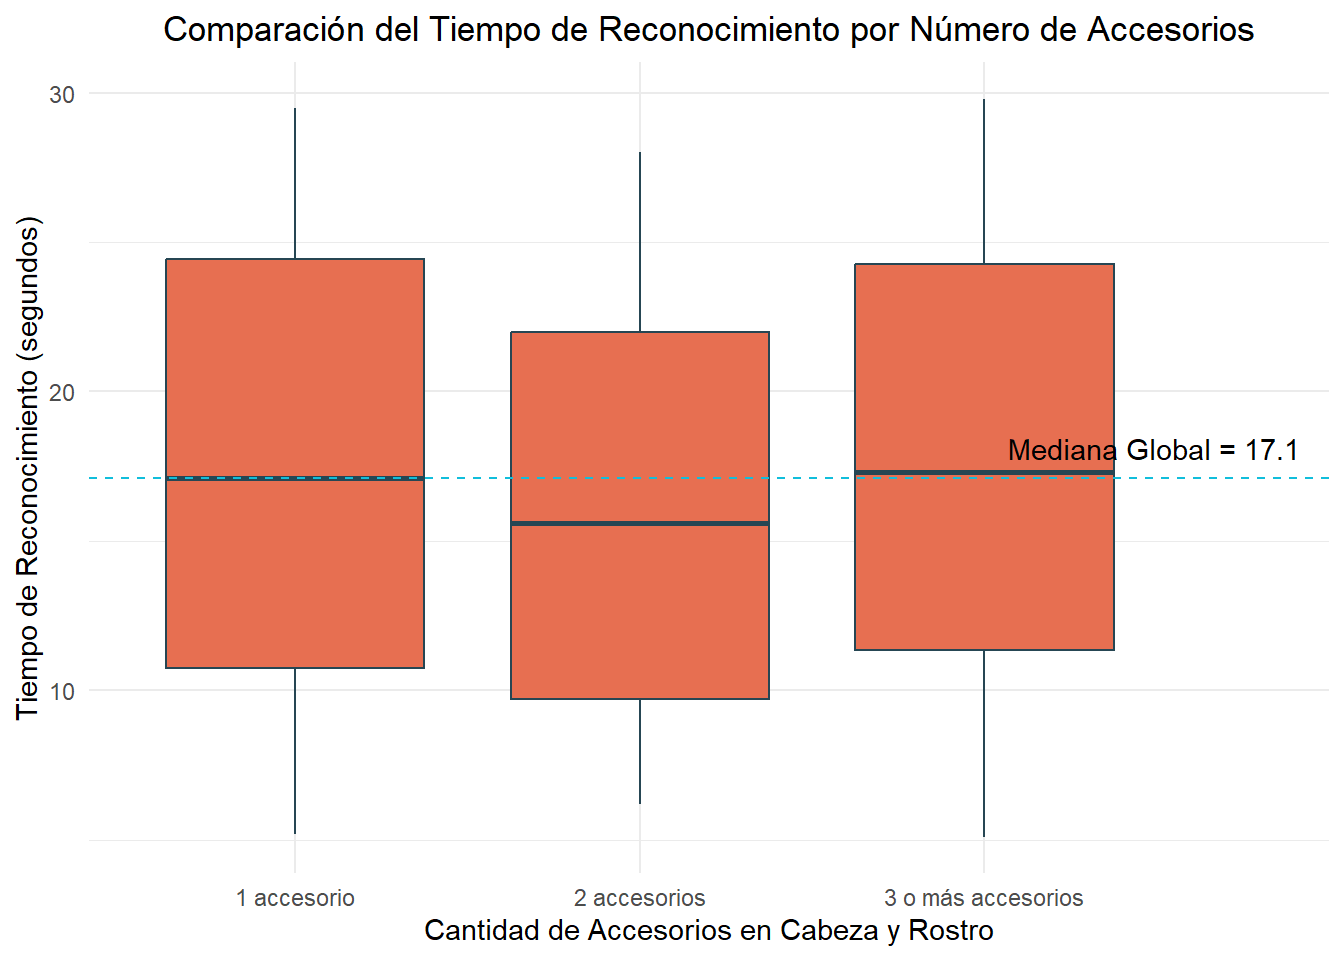 Comparación del Tiempo de Reconocimiento por Número de Accesorios
Tiempo de Reconocimiento (segundos)
30
20
10
Mediana Global = 17.1
1 accesorio
2 accesorios
3 o más accesorios
Cantidad de Accesorios en Cabeza y Rostro